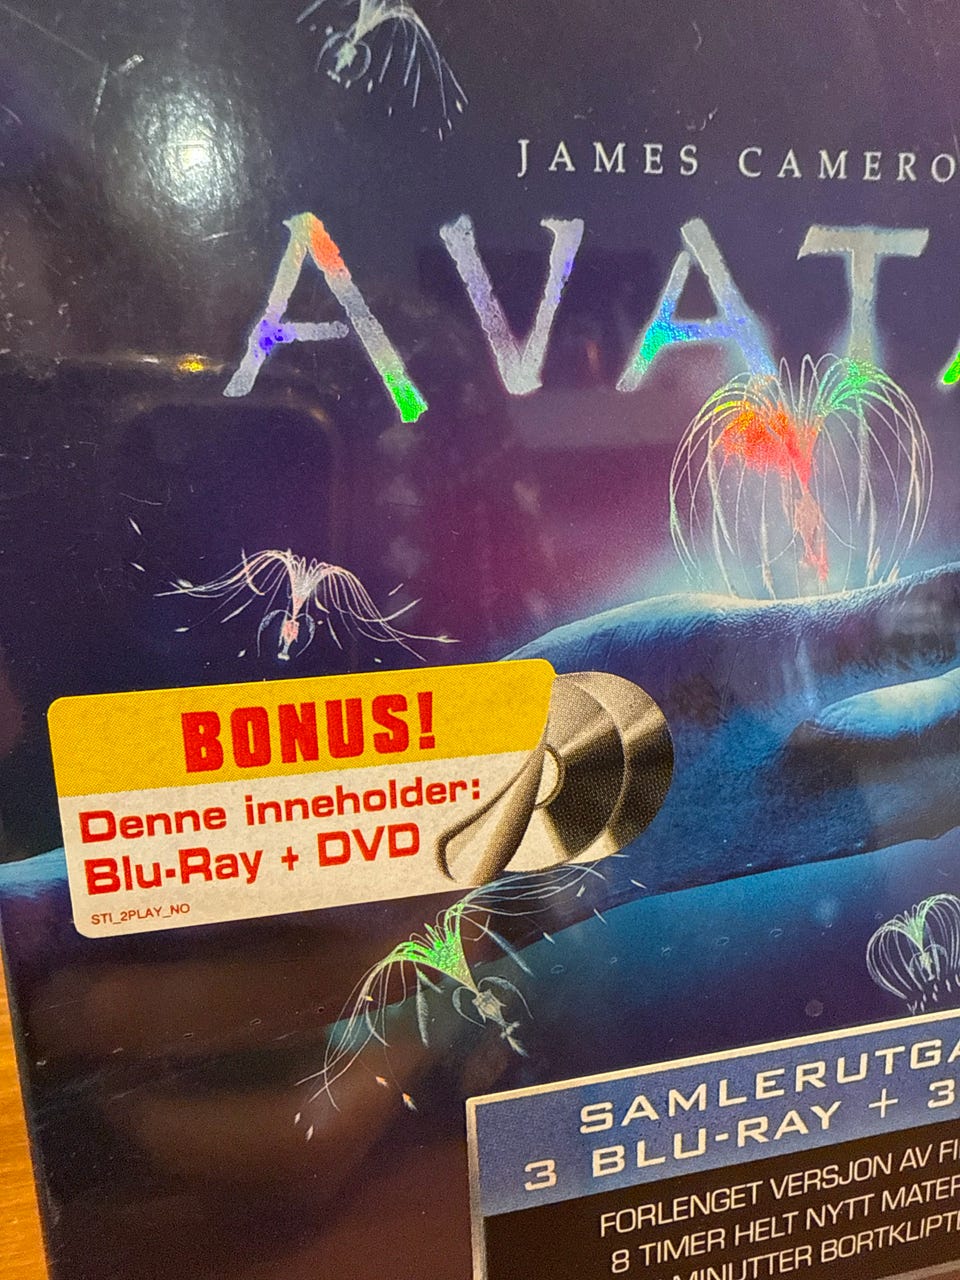 JAMES CAMERO
AVATA
BONUS!
Denne inneholder:
Blu-Ray + DVD
STI_2PLAY_NO
SAMLERUTGA
3 BLU-RAY + 3
FORLENGET VERSJON AV FI
8 TIMER HELT NYTT MATER
MINUTTER BORTKLIPTE